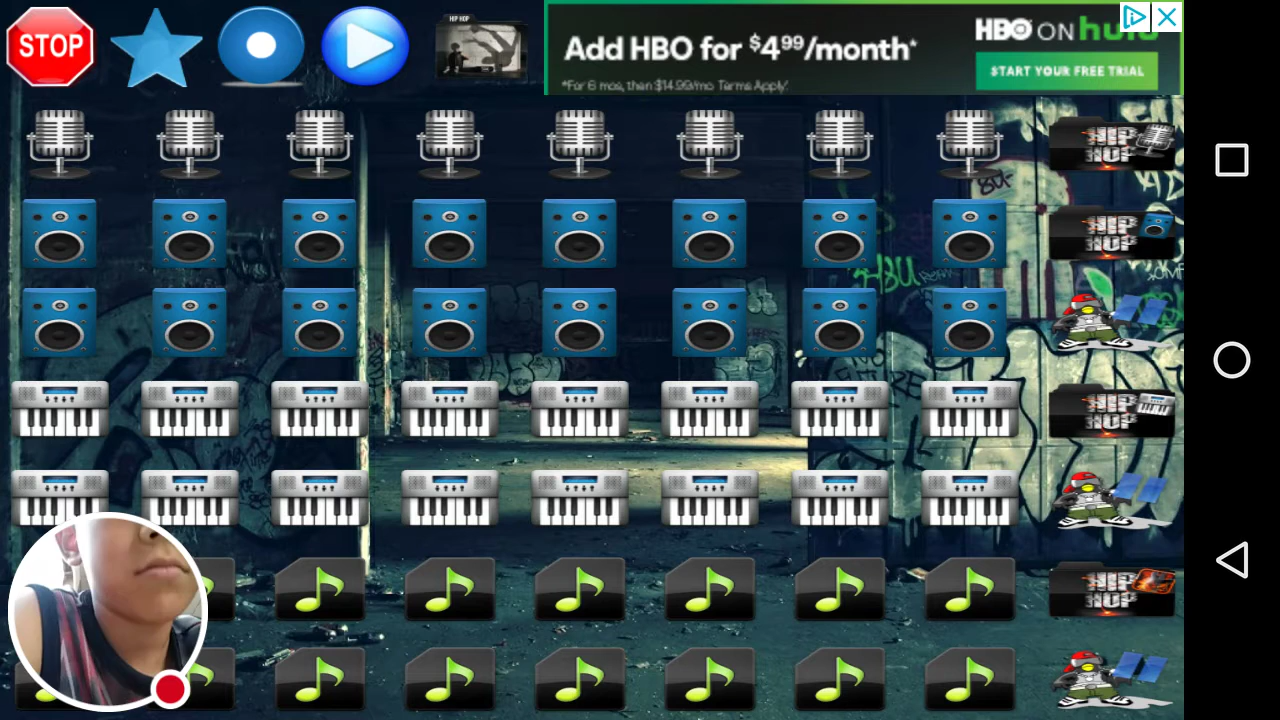 STOP
HIP HOP
Add HBO for $4.99/month*
*For 6 mos, then $14.99/mo Terms Apply.
HBO ON hulu
START YOUR FREE TRIAL
HIP
HOP
HIP
HOP
HBU
HIP
HOP
HIP
HOP